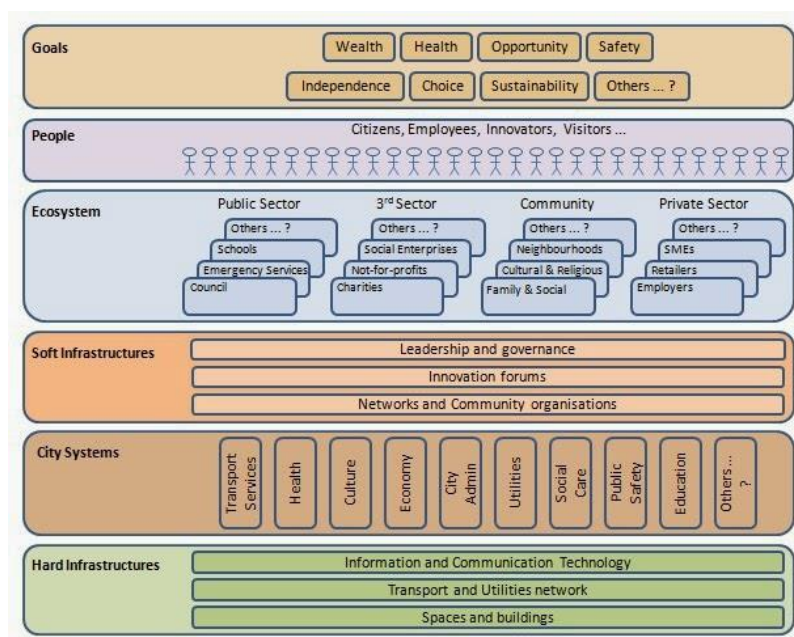 Goals
Wealth
Health
Opportunity
Safety
Independence
Choice
Sustainability
Others ... ?
People
Citizens, Employees, Innovators, Visitors ...
Ecosystem
Public Sector
Others ... ?
Schools
Emergency Services
Council
3rd Sector
Others ... ?
Social Enterprises
Not-for-profits
Charities
Community
Others ... ?
Neighbourhoods
Cultural & Religious
Family & Social
Private Sector
Others ... ?
SMEs
Retailers
Employers
Soft Infrastructures
Leadership and governance
Innovation forums
Networks and Community organisations
City Systems
Transport
Services
Health
Culture
Economy
City
Admin
Utilities
Social
Care
Public
Safety
Education
Others ...
?
Hard Infrastructures
Information and Communication Technology
Transport and Utilities network
Spaces and buildings